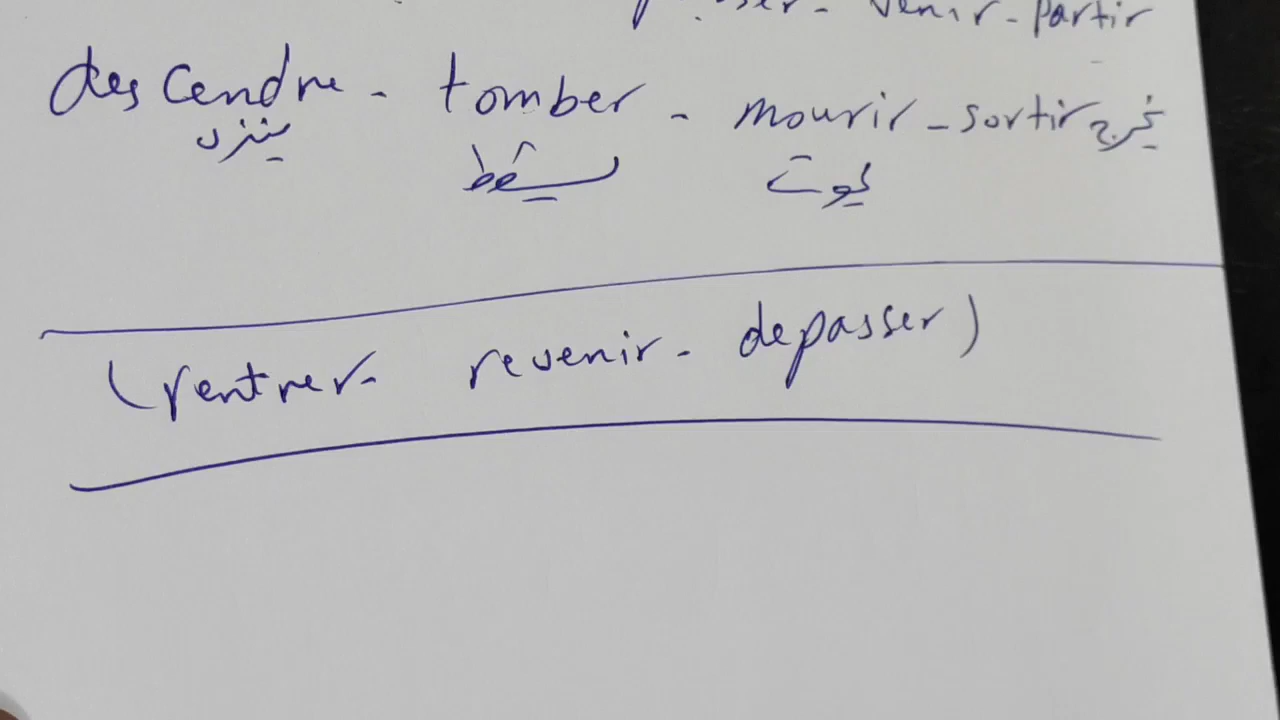 venir - partir
descendre - tomber - mourir - sortir يخرج
ينزل يسقط يموت
(rentrer - revenir - depasser)